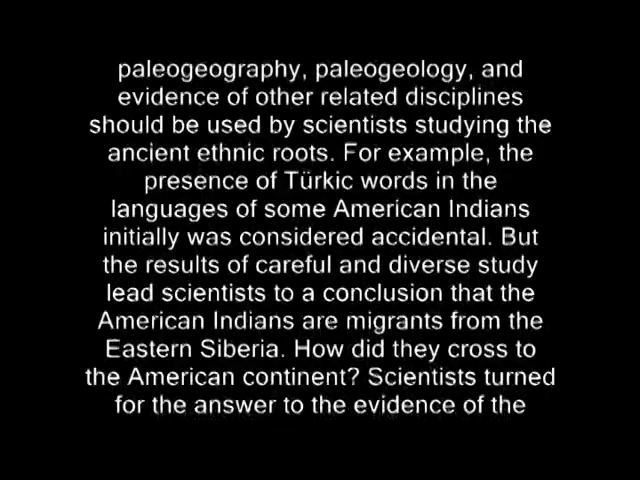 paleogeography, paleogeology, and
evidence of other related disciplines
should be used by scientists studying the
ancient ethnic roots. For example, the
presence of Türkic words in the
languages of some American Indians
initially was considered accidental. But
the results of careful and diverse study
lead scientists to a conclusion that the
American Indians are migrants from the
Eastern Siberia. How did they cross to
the American continent? Scientists turned
for the answer to the evidence of the